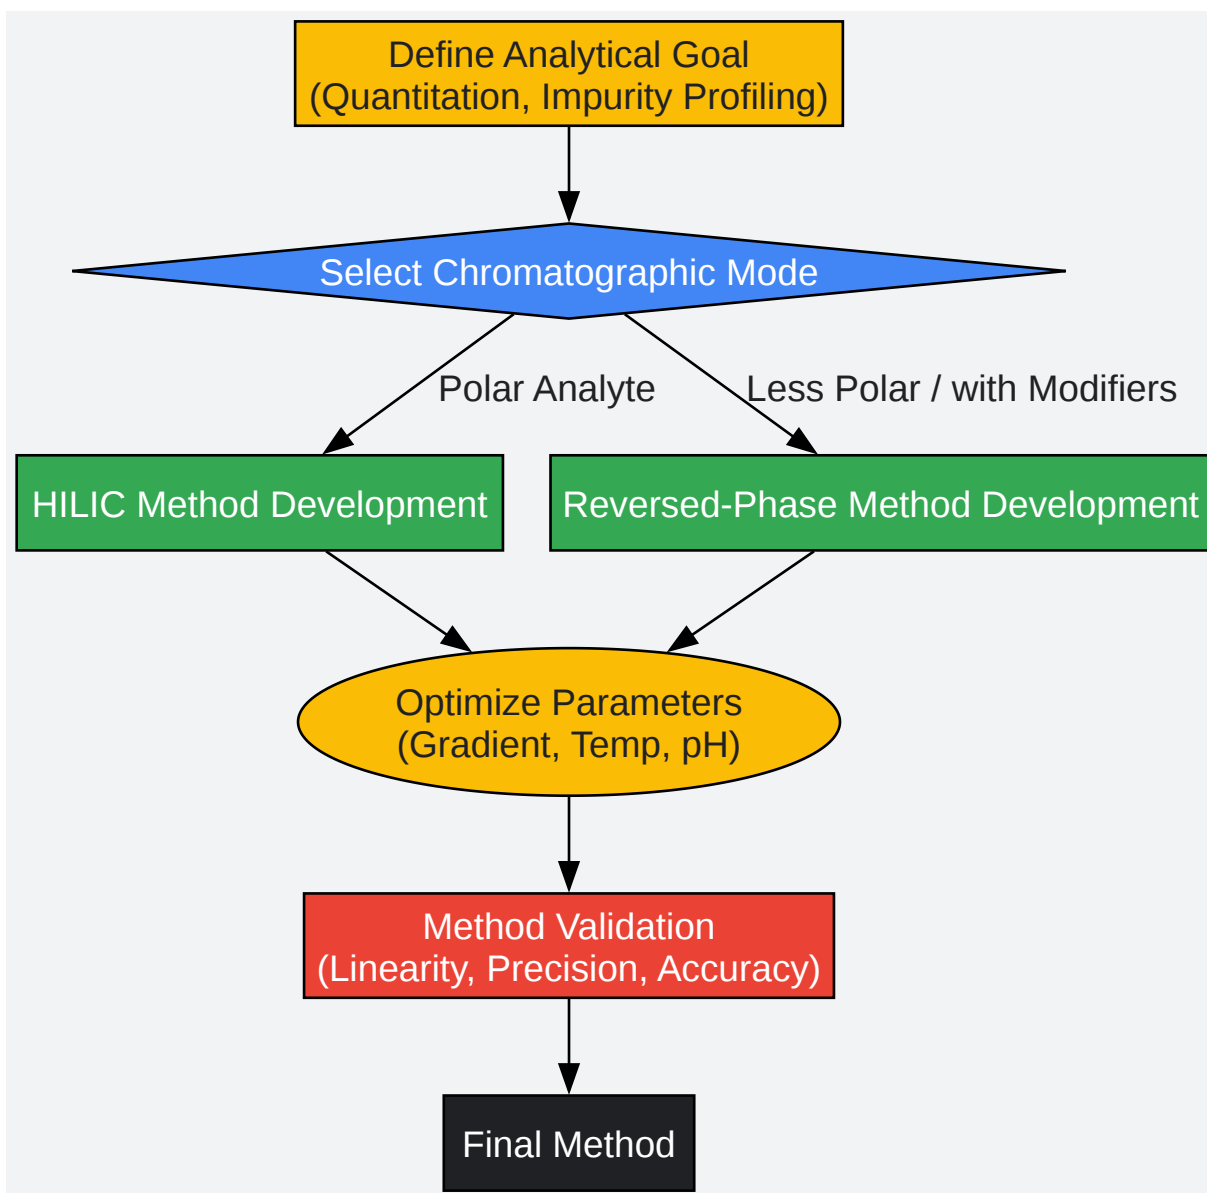 Define Analytical Goal
(Quantitation, Impurity Profiling)
Select Chromatographic Mode
Polar Analyte
Less Polar / with Modifiers
HILIC Method Development
Reversed-Phase Method Development
Optimize Parameters
(Gradient, Temp, pH)
Method Validation
(Linearity, Precision, Accuracy)
Final Method